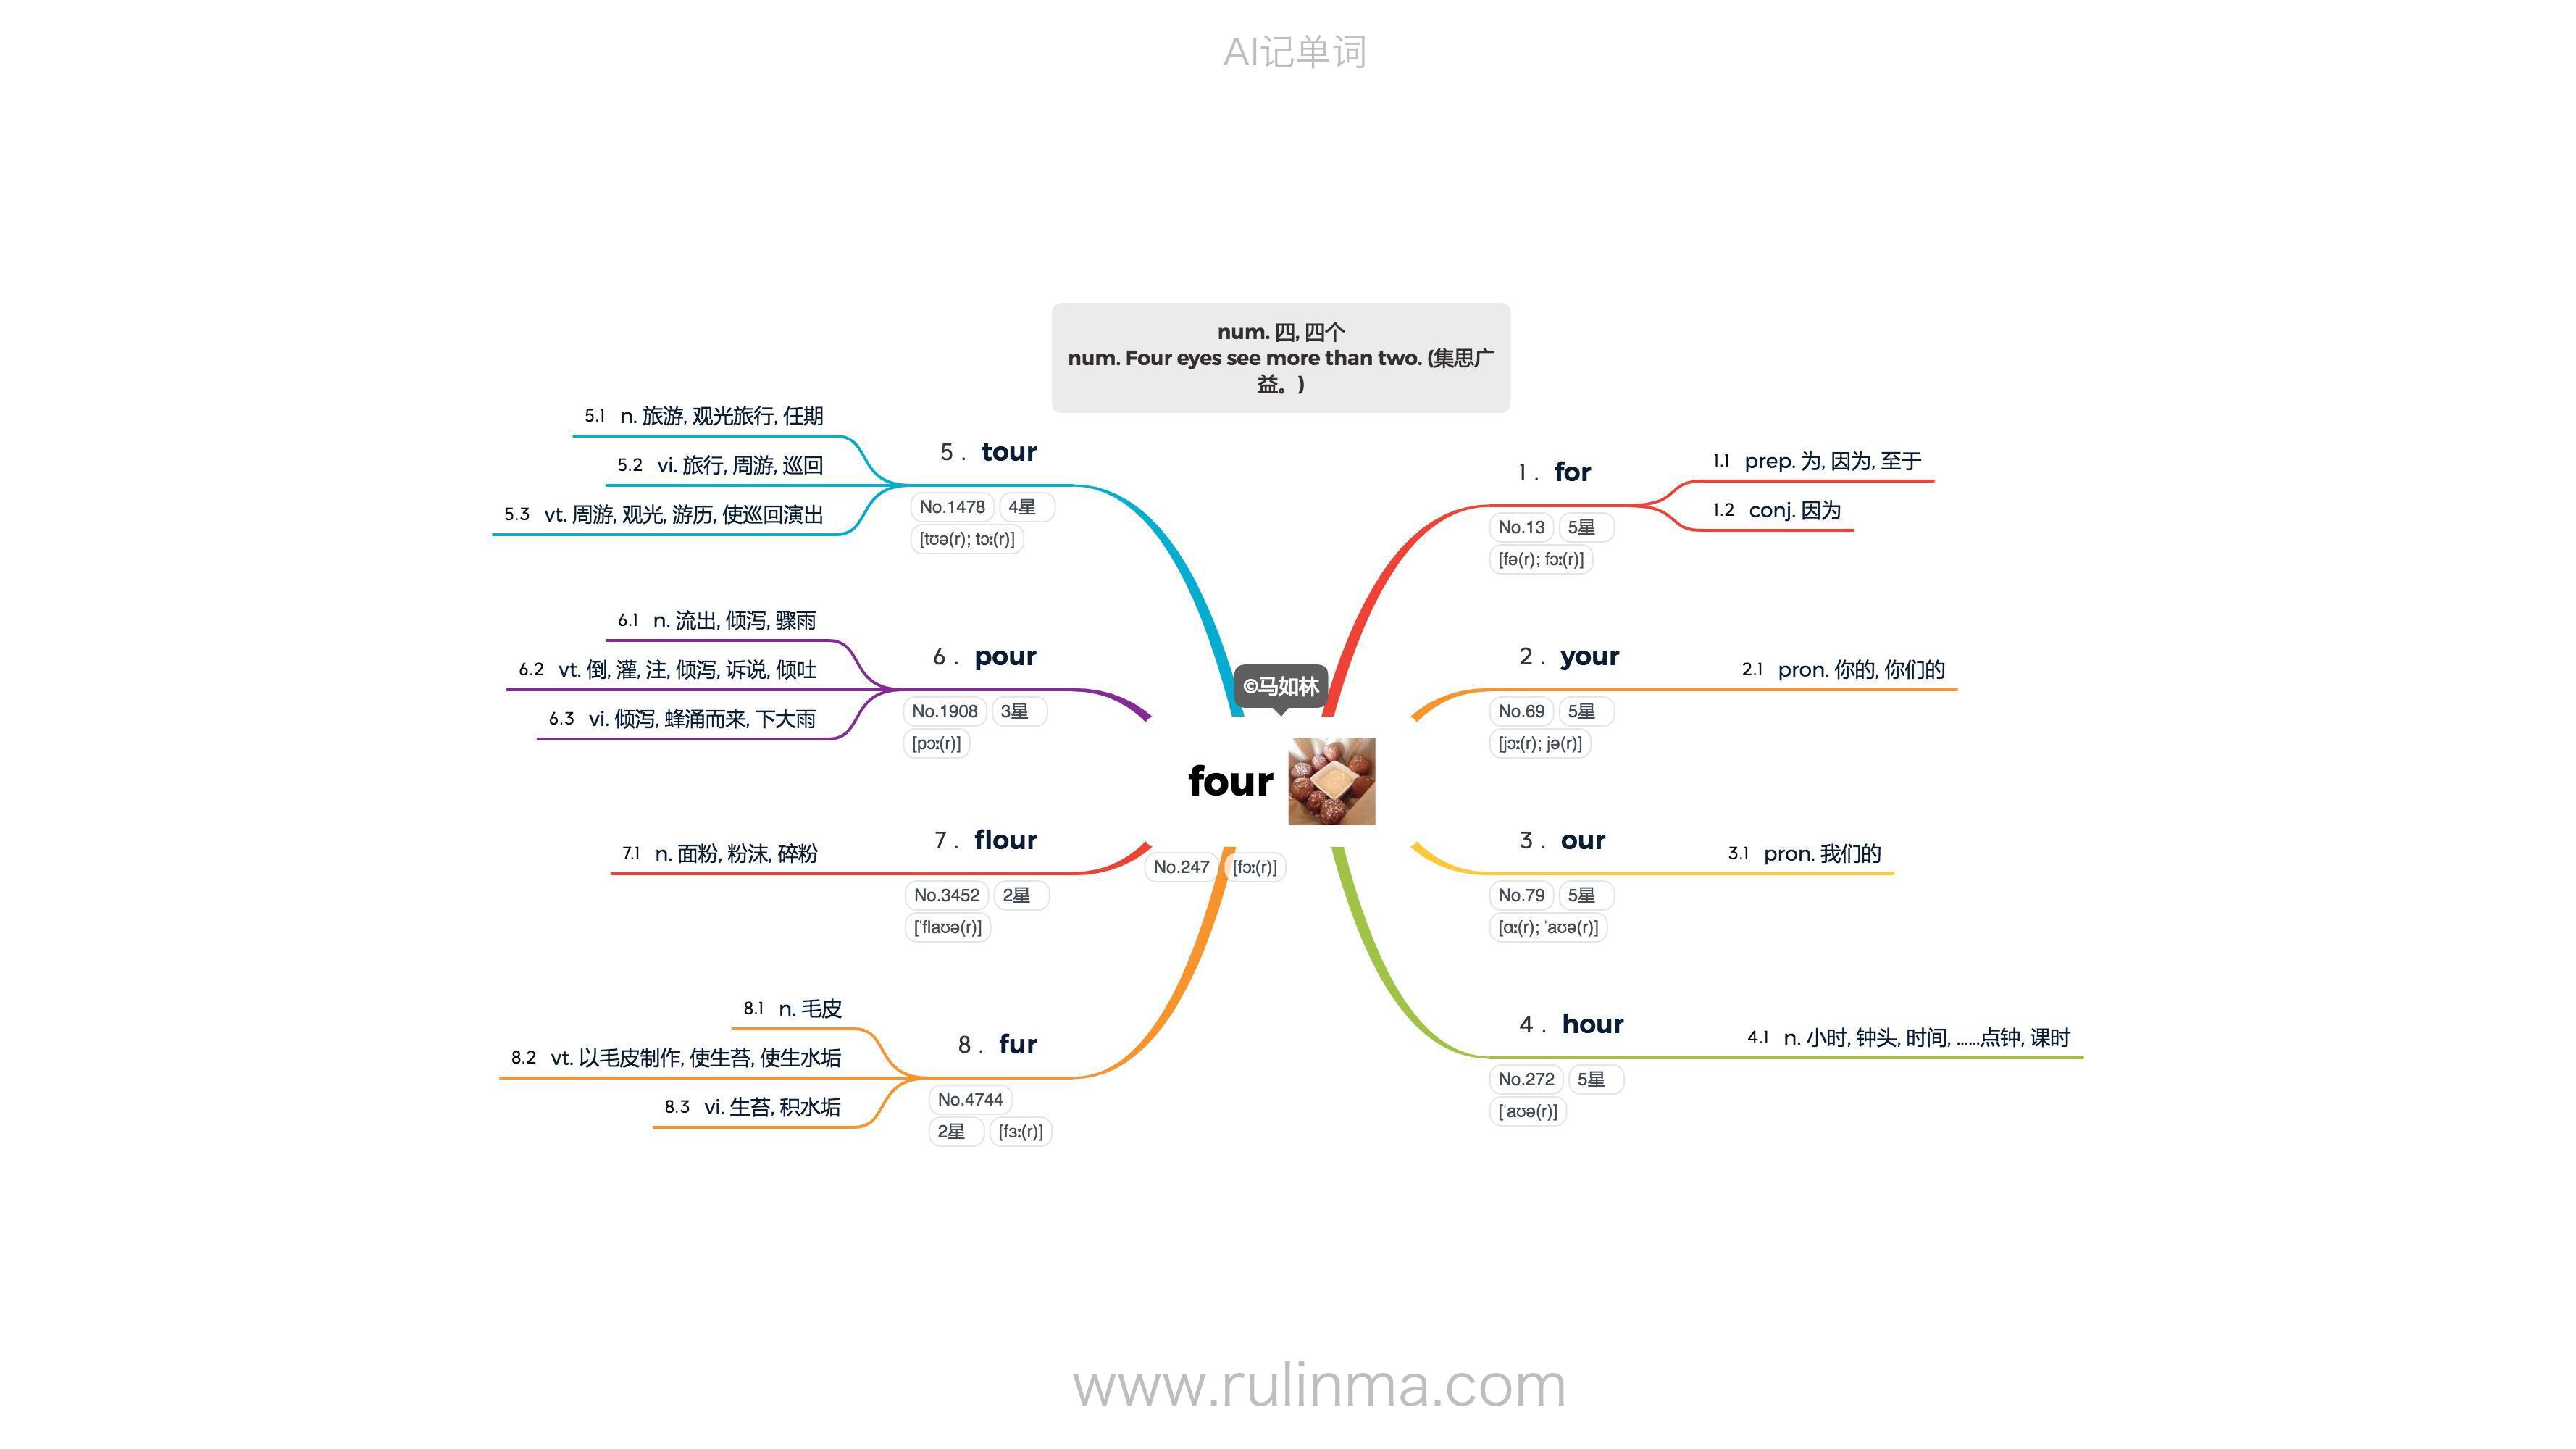 AI记单词
num. 四, 四个
num. Four eyes see more than two. (集思广
益。)
©马如林
four
No.247 [fɔː(r)]
1 . for
No.13 5星
[fə(r); fɔː(r)]
1.1 prep. 为, 因为, 至于
1.2 conj. 因为
2 . your
No.69 5星
[jɔː(r); jə(r)]
2.1 pron. 你的, 你们的
3 . our
No.79 5星
[ɑː(r); ˈaʊə(r)]
3.1 pron. 我们的
4 . hour
No.272 5星
[ˈaʊə(r)]
4.1 n. 小时, 钟头, 时间, ......点钟, 课时
5 . tour
No.1478 4星
[tʊə(r); tɔː(r)]
5.1 n. 旅游, 观光旅行, 任期
5.2 vi. 旅行, 周游, 巡回
5.3 vt. 周游, 观光, 游历, 使巡回演出
6 . pour
No.1908 3星
[pɔː(r)]
6.1 n. 流出, 倾泻, 骤雨
6.2 vt. 倒, 灌, 注, 倾泻, 诉说, 倾吐
6.3 vi. 倾泻, 蜂涌而来, 下大雨
7 . flour
No.3452 2星
[ˈflaʊə(r)]
7.1 n. 面粉, 粉沫, 碎粉
8 . fur
No.4744
2星 [fɜː(r)]
8.1 n. 毛皮
8.2 vt. 以毛皮制作, 使生苔, 使生水垢
8.3 vi. 生苔, 积水垢
www.rulinma.com